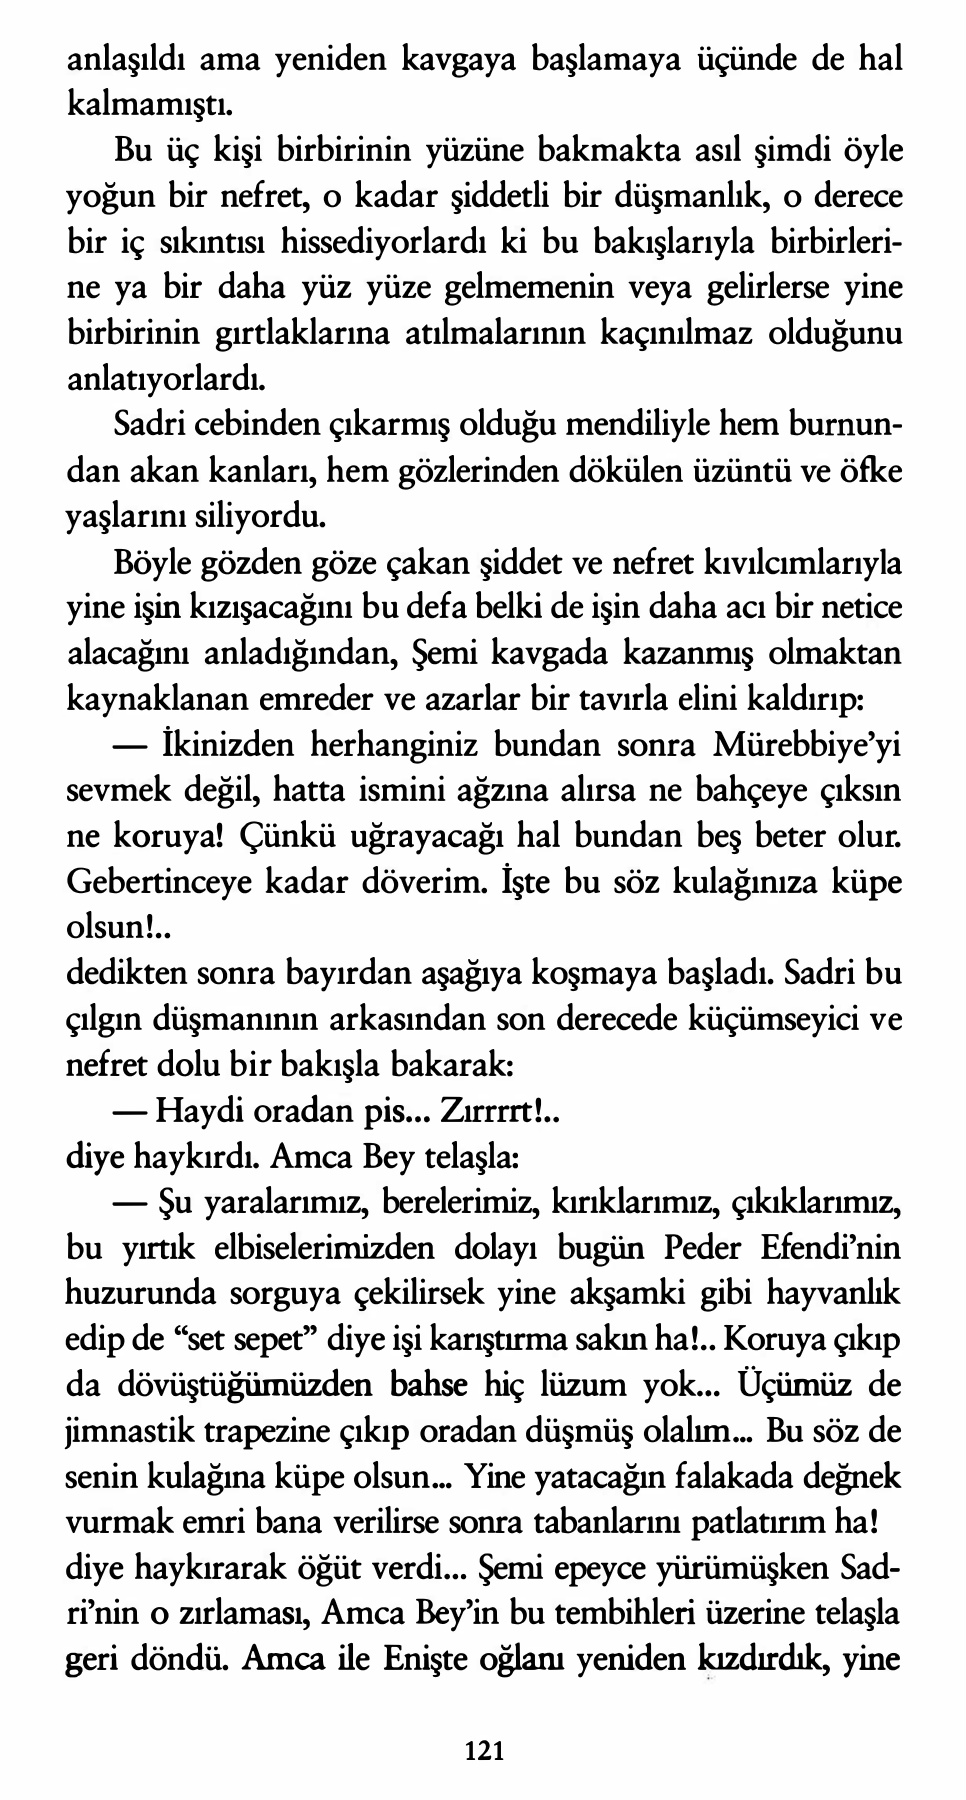 anlaşıldı ama yeniden kavgaya başlamaya üçünde de hal
kalmamıştı.
Bu üç kişi birbirinin yüzüne bakmakta asıl şimdi öyle
yoğun bir nefret, o kadar şiddetli bir düşmanlık, o derece
bir iç sıkıntısı hissediyorlardı ki bu bakışlarıyla birbirleri-
ne ya bir daha yüz yüze gelmemenin veya gelirlerse yine
birbirinin gırtlaklarına atılmalarının kaçınılmaz olduğunu
anlatıyorlardı.
Sadri cebinden çıkarmış olduğu mendiliyle hem burnun-
dan akan kanları, hem gözlerinden dökülen üzüntü ve öfke
yaşlarını siliyordu.
Böyle gözden göze çakan şiddet ve nefret kıvılcımlarıyla
yine işin kızışacağını bu defa belki de işin daha acı bir netice
alacağını anladığından, Şemi kavgada kazanmış olmaktan
kaynaklanan emreder ve azarlar bir tavırla elini kaldırıp:
— İkinizden herhanginiz bundan sonra Mürebbiye’yi
sevmek değil, hatta ismini ağzına alırsa ne bahçeye çıksın
ne koruya! Çünkü uğrayacağı hal bundan beş beter olur.
Gebertinceye kadar döverim. İşte bu söz kulağınıza küpe
olsun!..
dedikten sonra bayırdan aşağıya koşmaya başladı. Sadri bu
çılgın düşmanının arkasından son derecede küçümseyici ve
nefret dolu bir bakışla bakarak:
— Haydi oradan pis... Zırrrrt!..
diye haykırdı. Amca Bey telaşla:
— Şu yaralarımız, berelerimiz, kırıklarımız, çıkıklarımız,
bu yırtık elbiselerimizden dolayı bugün Peder Efendi’nin
huzurunda sorguya çekilirsek yine akşamki gibi hayvanlık
edip de “set sepet” diye işi karıştırma sakın ha!.. Koruya çıkıp
da dövüştüğümüzden bahse hiç lüzum yok... Üçümüz de
jimnastik trapezine çıkıp oradan düşmüş olalım... Bu söz de
senin kulağına küpe olsun... Yine yatacağın falakada değnek
vurmak emri bana verilirse sonra tabanlarını patlatırım ha!
diye haykırarak öğüt verdi... Şemi epeyce yürümüşken Sad-
ri’nin o zırlaması, Amca Bey’in bu tembihleri üzerine telaşla
geri döndü. Amca ile Enişte oğlanı yeniden kızdırdık, yine
121